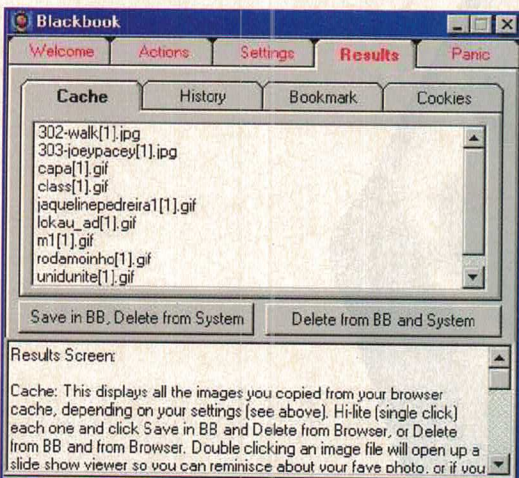 Blackbook
Welcome Actions Settings Results Panic
Cache History Bookmark Cookies
302-walk[1].jpg
303-joeypacey[1].jpg
capa[1].gif
class[1].gif
jaquelinepedreira1[1].gif
lokau_ad[1].gif
m1[1].gif
rodamoinho[1].gif
unidunite[1].gif
Save in BB, Delete from System Delete from BB and System
Results Screen:
Cache: This displays all the images you copied from your browser
cache, depending on your settings (see above). Hi-lite (single click)
each one and click Save in BB and Delete from Browser, or Delete
from BB and from Browser. Double clicking an image file will open up a
slide show viewer so you can reminisce about your fave photo, or if you